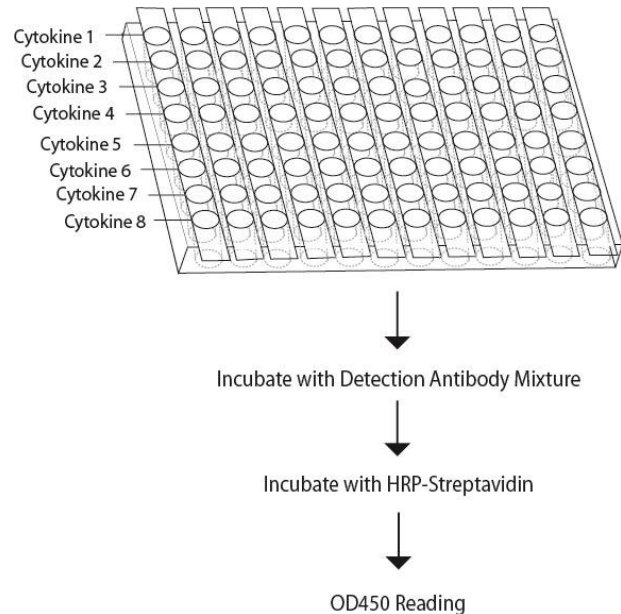 Cytokine 1
Cytokine 2
Cytokine 3
Cytokine 4
Cytokine 5
Cytokine 6
Cytokine 7
Cytokine 8
Incubate with Detection Antibody Mixture
Incubate with HRP-Streptavidin
OD450 Reading